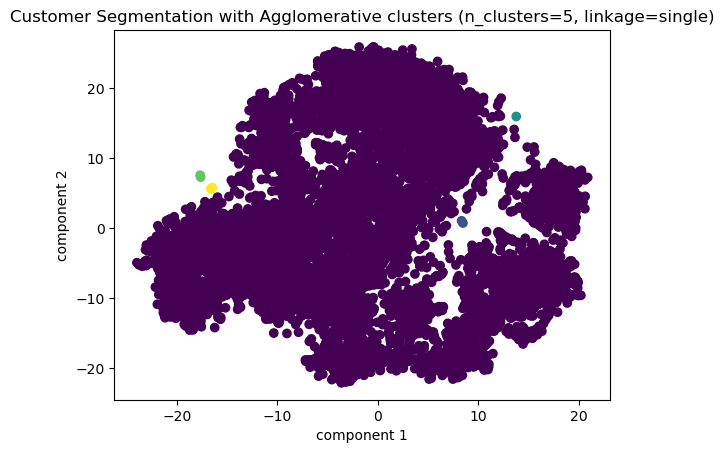 Customer Segmentation with Agglomerative clusters (n_clusters=5, linkage=single)
20
10
0
−10
−20
component 2
−20 −10 0 10 20
component 1